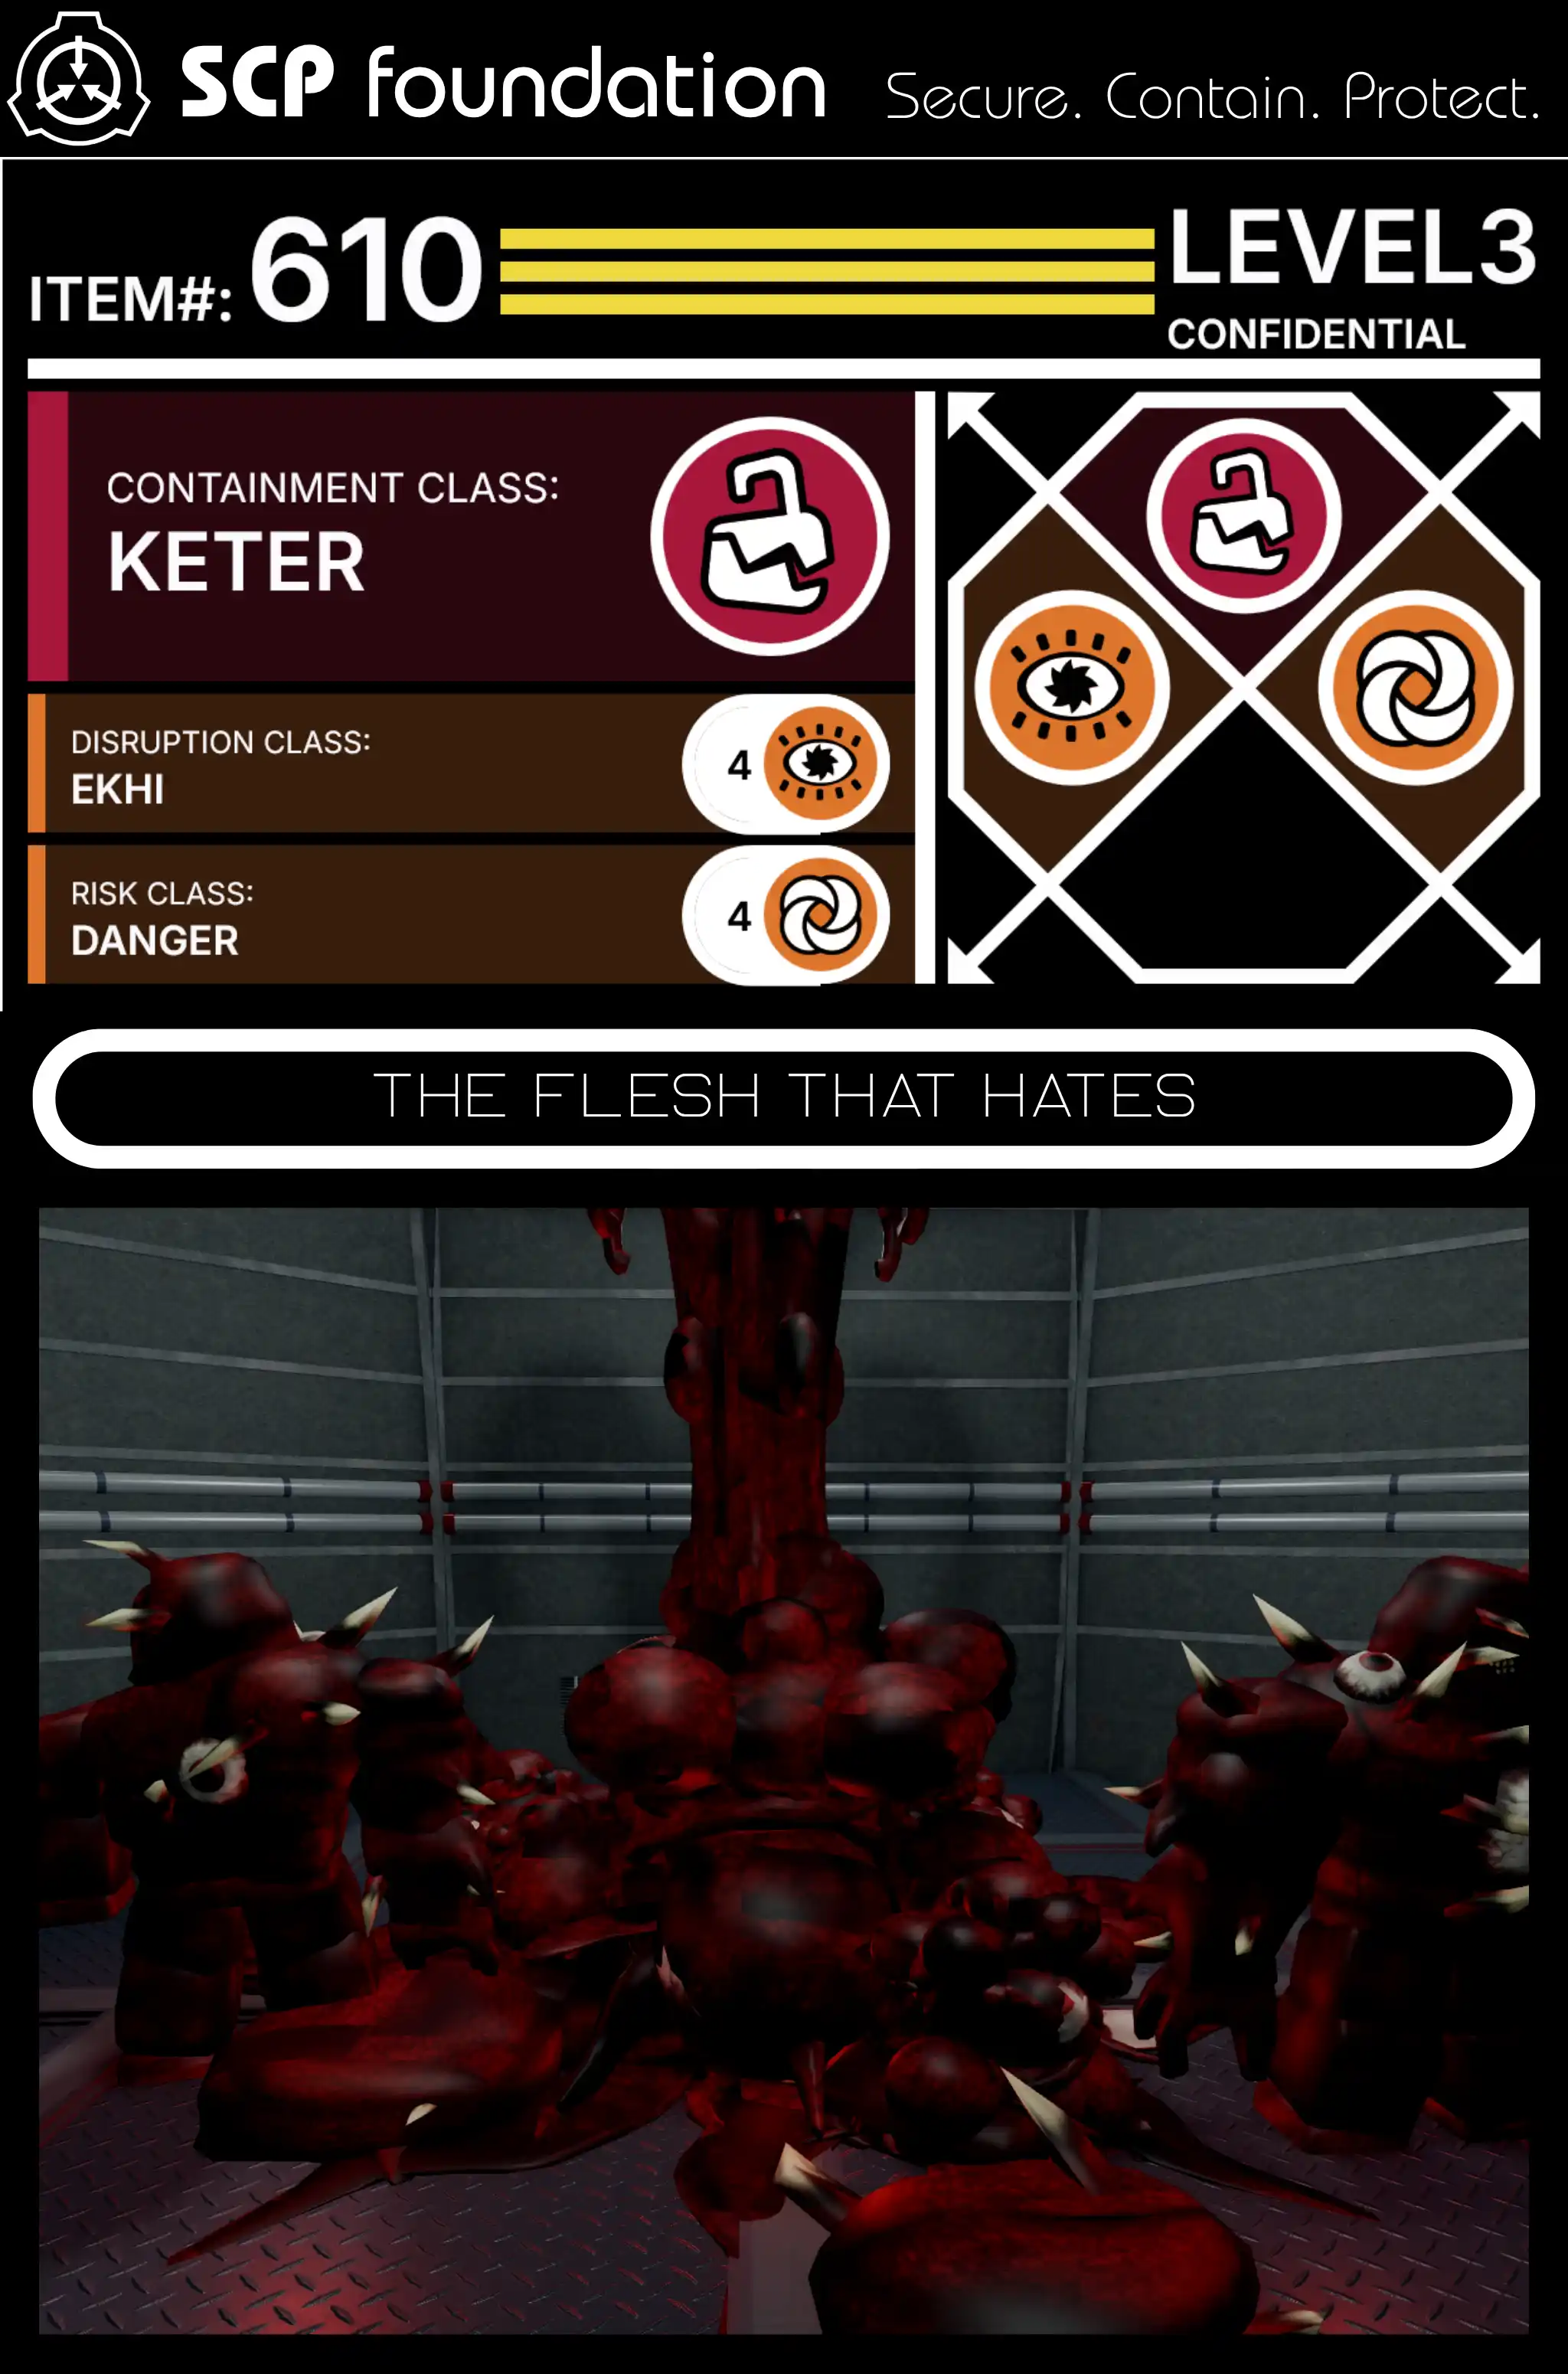 SCP foundation Secure. Contain. Protect.
ITEM#: 610
LEVEL3
CONFIDENTIAL
CONTAINMENT CLASS:
KETER
DISRUPTION CLASS:
EKHI
4
RISK CLASS:
DANGER
4
THE FLESH THAT HATES